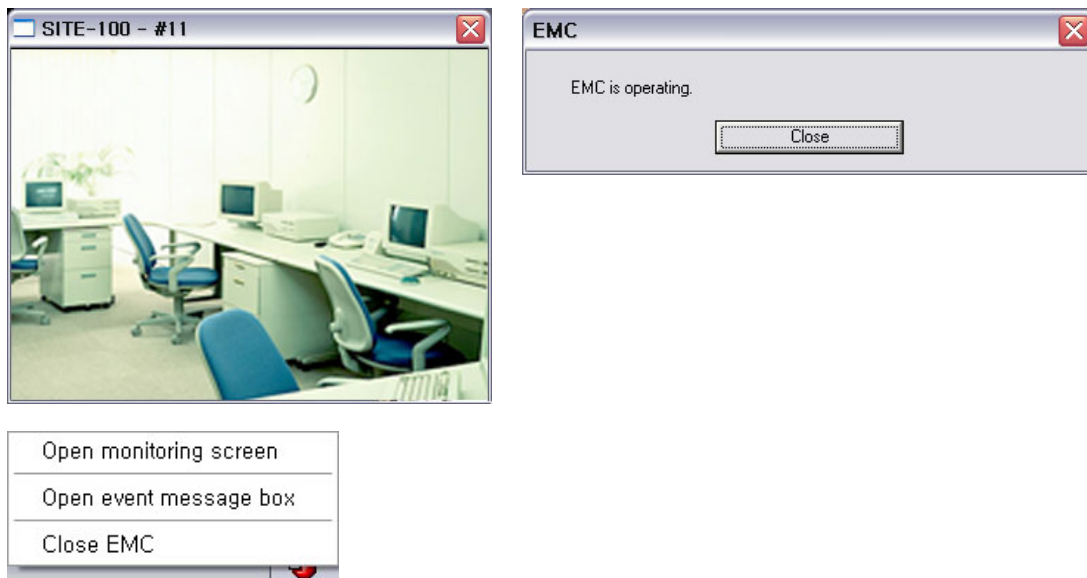 SITE-100 - #11
EMC
EMC is operating.
Close
Open monitoring screen
Open event message box
Close EMC